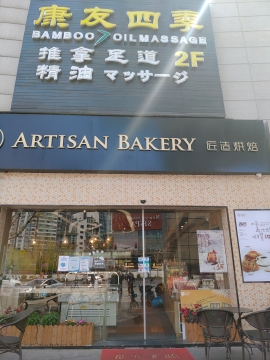 康友四季
BAMBOO OIL MASSAGE
推拿 足道 2F
精油 マッサージ
ARTISAN BAKERY 匠造烘焙